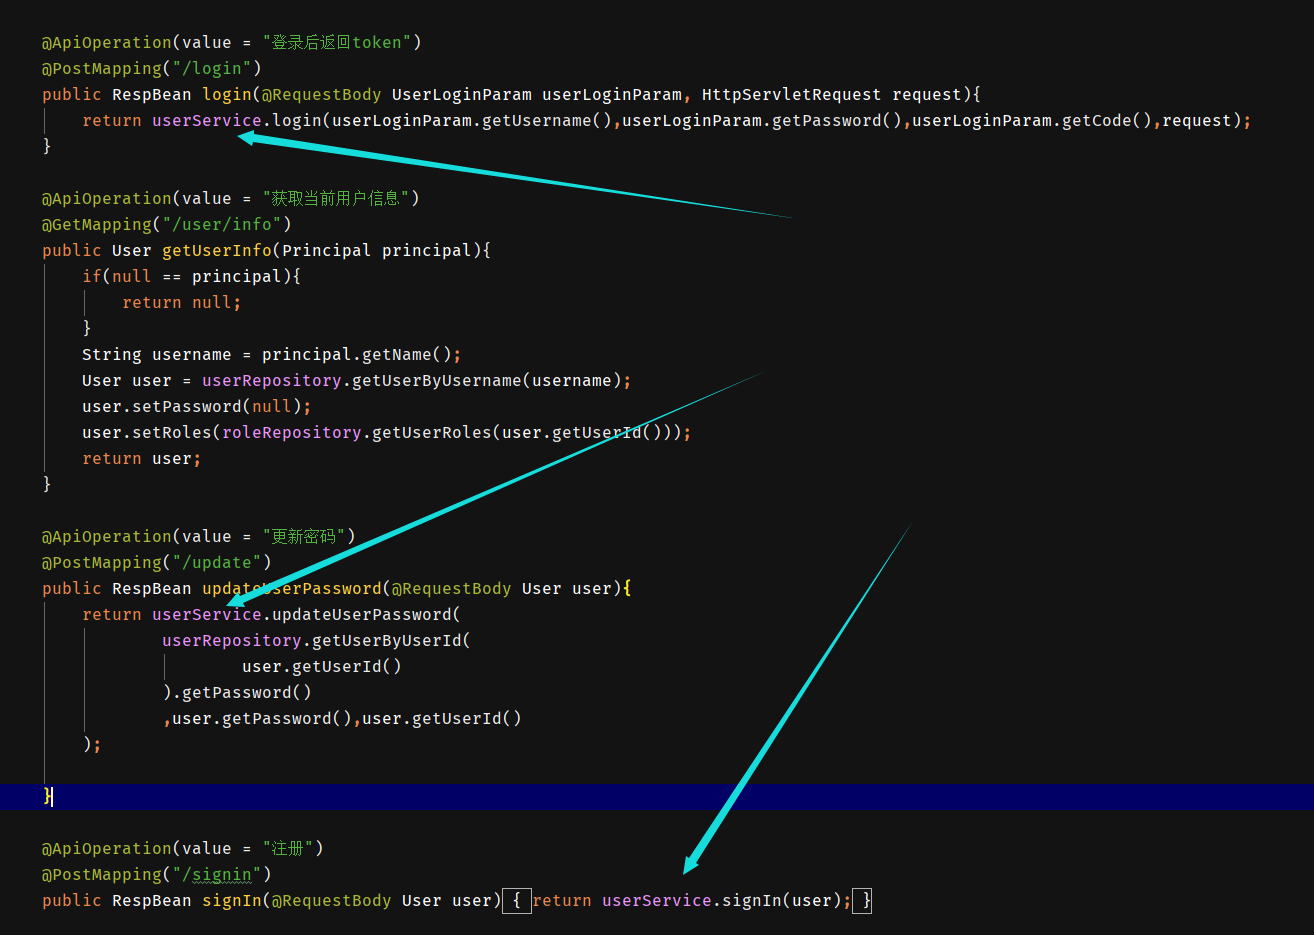 @ApiOperation(value = "登录后返回token")
@PostMapping("/login")
public RespBean login(@RequestBody UserLoginParam userLoginParam, HttpServletRequest request){
return userService.login(userLoginParam.getUsername(),userLoginParam.getPassword(),userLoginParam.getCode(),request);
}
@ApiOperation(value = "获取当前用户信息")
@GetMapping("/user/info")
public User getUserInfo(Principal principal){
if(null == principal){
return null;
}
String username = principal.getName();
User user = userRepository.getUserByUsername(username);
user.setPassword(null);
user.setRoles(roleRepository.getUserRoles(user.getUserId()));
return user;
}
@ApiOperation(value = "更新密码")
@PostMapping("/update")
public RespBean updateUserPassword(@RequestBody User user){
return userService.updateUserPassword(
userRepository.getUserByUserId(
user.getUserId()
).getPassword()
,user.getPassword(),user.getUserId()
);
}
@ApiOperation(value = "注册")
@PostMapping("/signin")
public RespBean signIn(@RequestBody User user) { return userService.signIn(user); }